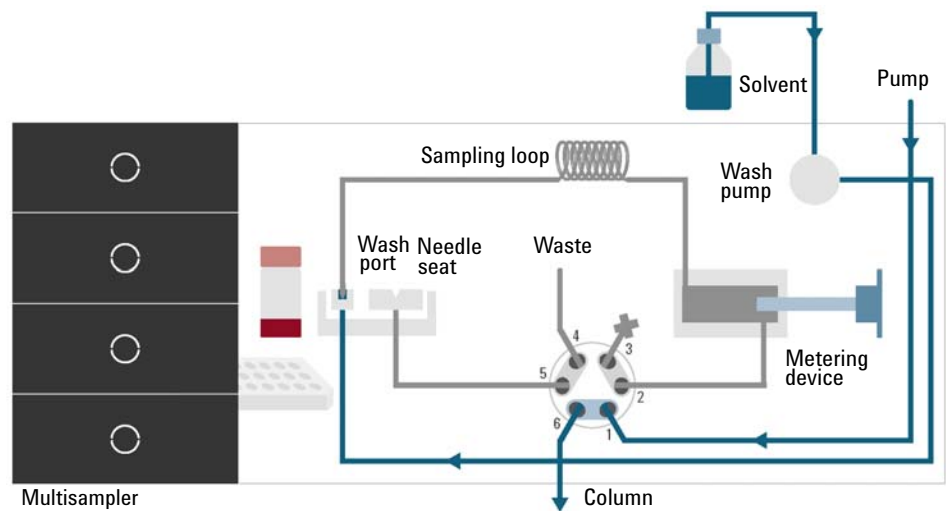 Solvent
Pump
Sampling loop
Wash
pump
Wash
port
Needle
seat
Waste
4
3
5
2
6
1
Metering
device
Multisampler
Column